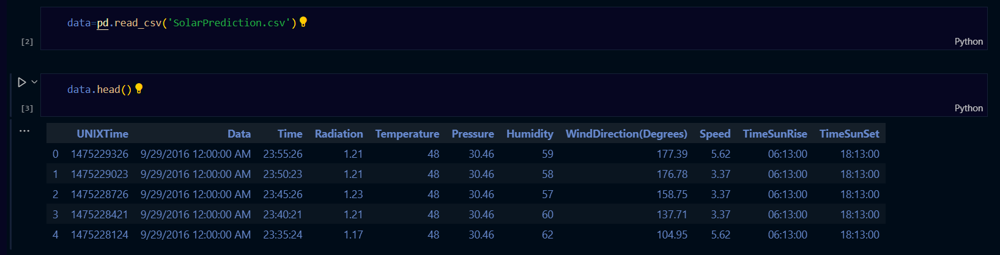 data=pd.read_csv('SolarPrediction.csv')
[2]
Python
data.head()
[3]
Python
UNIXTime Data Time Radiation Temperature Pressure Humidity WindDirection(Degrees) Speed TimeSunRise TimeSunSet
0 1475229326 9/29/2016 12:00:00 AM 23:55:26 1.21 48 30.46 59 177.39 5.62 06:13:00 18:13:00
1 1475229023 9/29/2016 12:00:00 AM 23:50:23 1.21 48 30.46 58 176.78 3.37 06:13:00 18:13:00
2 1475228726 9/29/2016 12:00:00 AM 23:45:26 1.23 48 30.46 57 158.75 3.37 06:13:00 18:13:00
3 1475228421 9/29/2016 12:00:00 AM 23:40:21 1.21 48 30.46 60 137.71 3.37 06:13:00 18:13:00
4 1475228124 9/29/2016 12:00:00 AM 23:35:24 1.17 48 30.46 62 104.95 5.62 06:13:00 18:13:00